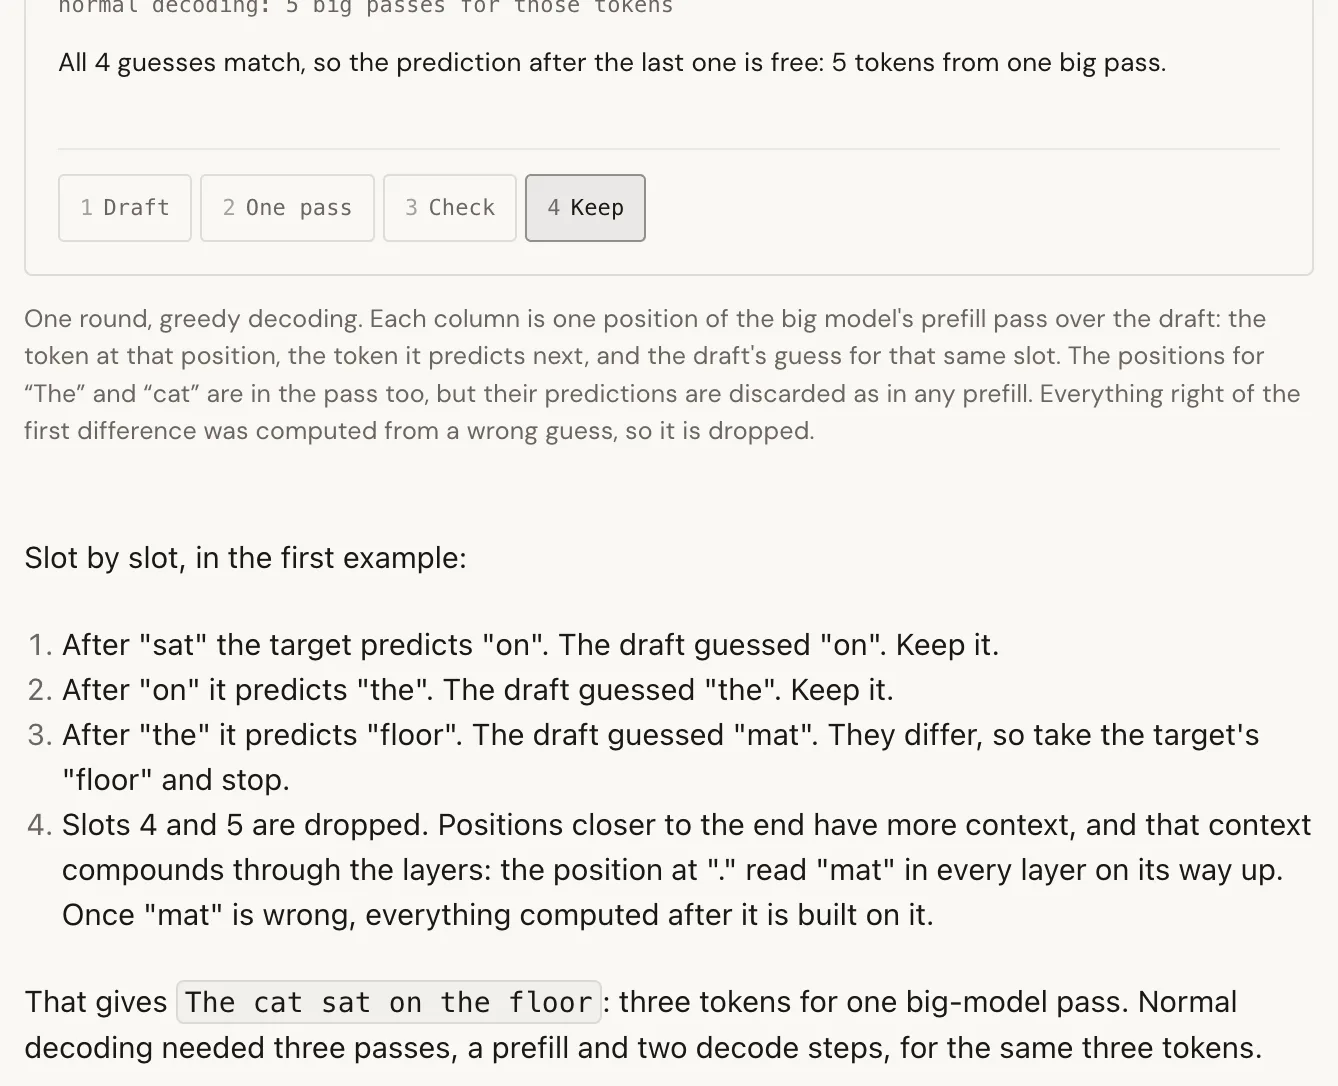 normal decoding: 5 big passes for those tokens
All 4 guesses match, so the prediction after the last one is free: 5 tokens from one big pass.
1 Draft
2 One pass
3 Check
4 Keep
One round, greedy decoding. Each column is one position of the big model's prefill pass over the draft: the
token at that position, the token it predicts next, and the draft's guess for that same slot. The positions for
“The” and “cat” are in the pass too, but their predictions are discarded as in any prefill. Everything right of the
first difference was computed from a wrong guess, so it is dropped.
Slot by slot, in the first example:
1. After "sat" the target predicts "on". The draft guessed "on". Keep it.
2. After "on" it predicts "the". The draft guessed "the". Keep it.
3. After "the" it predicts "floor". The draft guessed "mat". They differ, so take the target's
"floor" and stop.
4. Slots 4 and 5 are dropped. Positions closer to the end have more context, and that context
compounds through the layers: the position at "." read "mat" in every layer on its way up.
Once "mat" is wrong, everything computed after it is built on it.
That gives The cat sat on the floor: three tokens for one big-model pass. Normal
decoding needed three passes, a prefill and two decode steps, for the same three tokens.